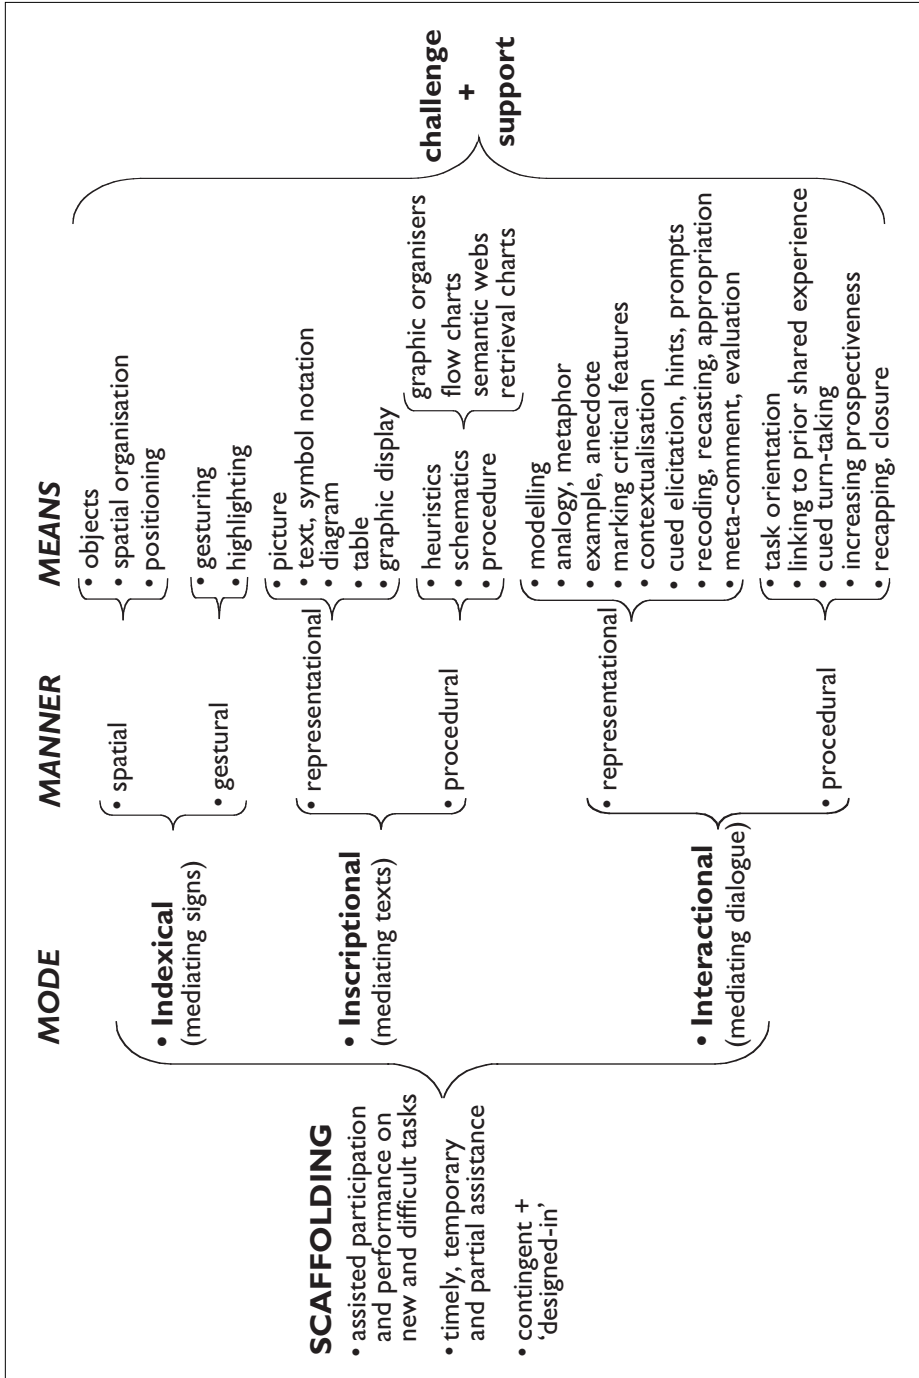 MODE
MANNER
MEANS
SCAFFOLDING
• assisted participation
and performance on
new and difficult tasks
• timely, temporary
and partial assistance
• contingent +
‘designed-in’
• Indexical
(mediating signs)
• spatial
• objects
• spatial organisation
• positioning
• gestural
• gesturing
• highlighting
• Inscriptional
(mediating texts)
• representational
• picture
• text, symbol notation
• diagram
• table
• graphic display
• procedural
• heuristics
• schematics
• procedure
graphic organisers
flow charts
semantic webs
retrieval charts
• Interactional
(mediating dialogue)
• representational
• modelling
• analogy, metaphor
• example, anecdote
• marking critical features
• contextualisation
• cued elicitation, hints, prompts
• recoding, recasting, appropriation
• meta-comment, evaluation
• procedural
• task orientation
• linking to prior shared experience
• cued turn-taking
• increasing prospectiveness
• recapping, closure
challenge
+
support